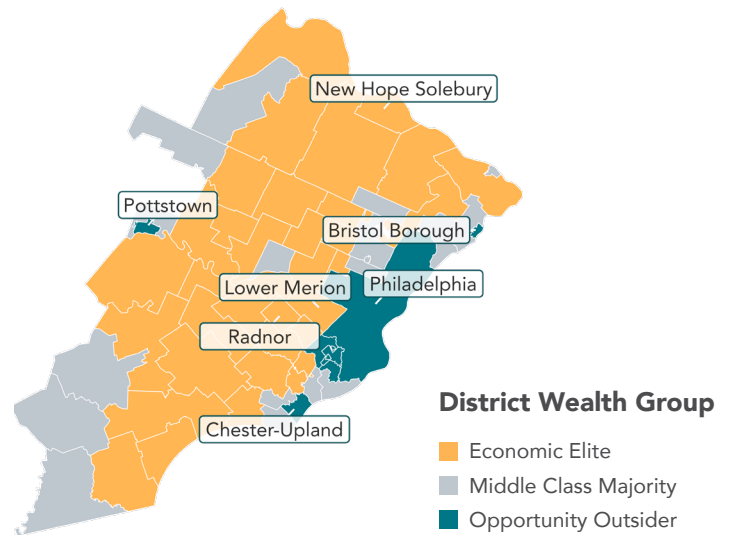 New Hope Solebury
Pottstown
Bristol Borough
Lower Merion
Philadelphia
Radnor
Chester-Upland
District Wealth Group
Economic Elite
Middle Class Majority
Opportunity Outsider